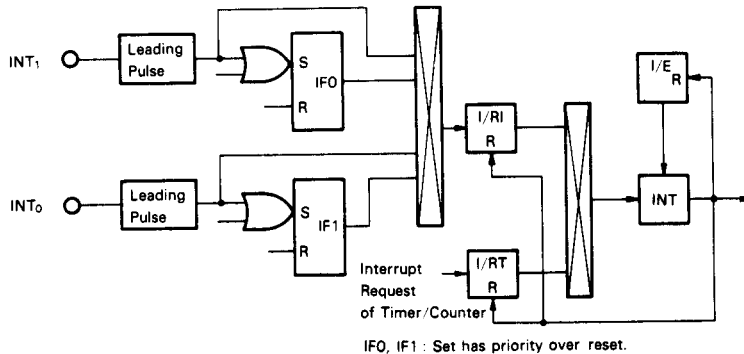 INT1
Leading
Pulse
S
IF0
R
INT0
Leading
Pulse
S
IF1
R
I/RI
R
I/E
R
INT
Interrupt
Request
of Timer/Counter
I/RT
R
IF0, IF1 : Set has priority over reset.